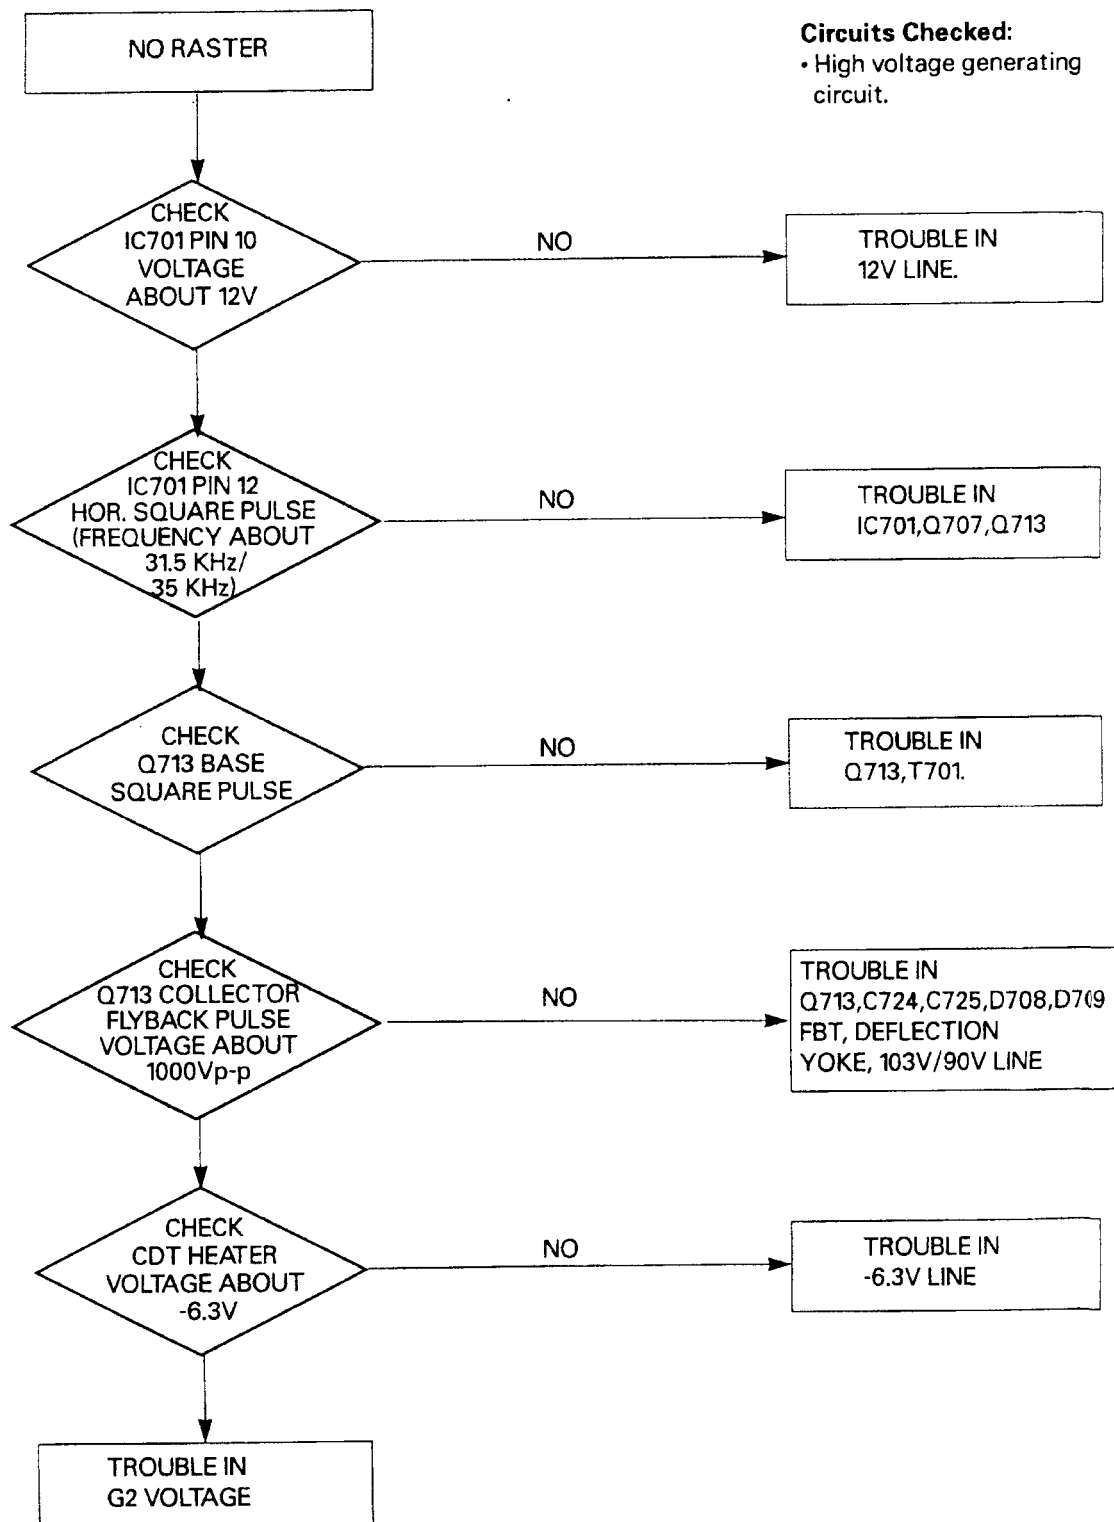 NO RASTER
Circuits Checked:
• High voltage generating
circuit.
CHECK
IC701 PIN 10
VOLTAGE
ABOUT 12V
NO
TROUBLE IN
12V LINE.
CHECK
IC701 PIN 12
HOR. SQUARE PULSE
(FREQUENCY ABOUT
31.5 KHz/
35 KHz)
NO
TROUBLE IN
IC701,Q707,Q713
CHECK
Q713 BASE
SQUARE PULSE
NO
TROUBLE IN
Q713,T701.
CHECK
Q713 COLLECTOR
FLYBACK PULSE
VOLTAGE ABOUT
1000Vp-p
NO
TROUBLE IN
Q713,C724,C725,D708,D709
FBT, DEFLECTION
YOKE, 103V/90V LINE
CHECK
CDT HEATER
VOLTAGE ABOUT
-6.3V
NO
TROUBLE IN
-6.3V LINE
TROUBLE IN
G2 VOLTAGE